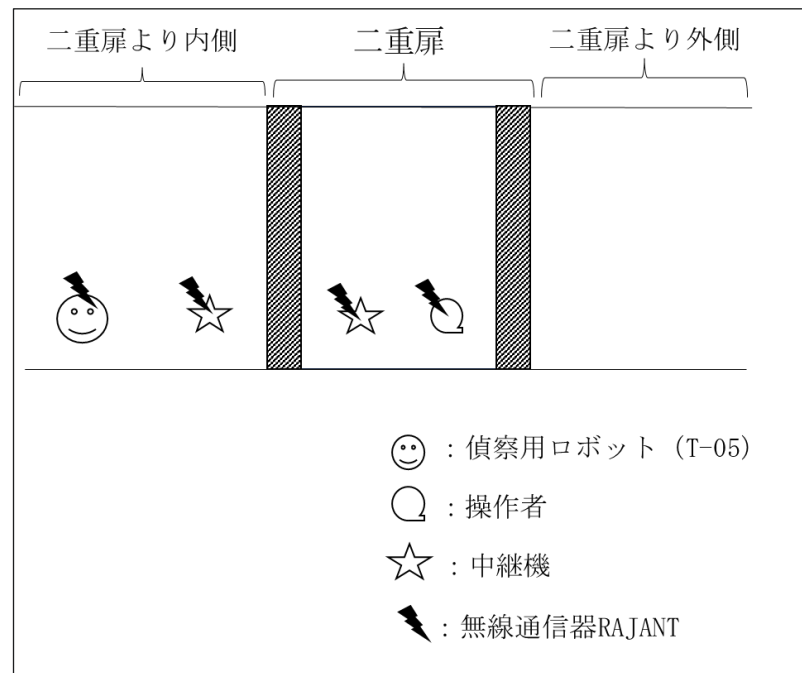 二重扉より内側
二重扉
二重扉より外側
：偵察用ロボット（T-05）
：操作者
：中継機
：無線通信器RAJANT